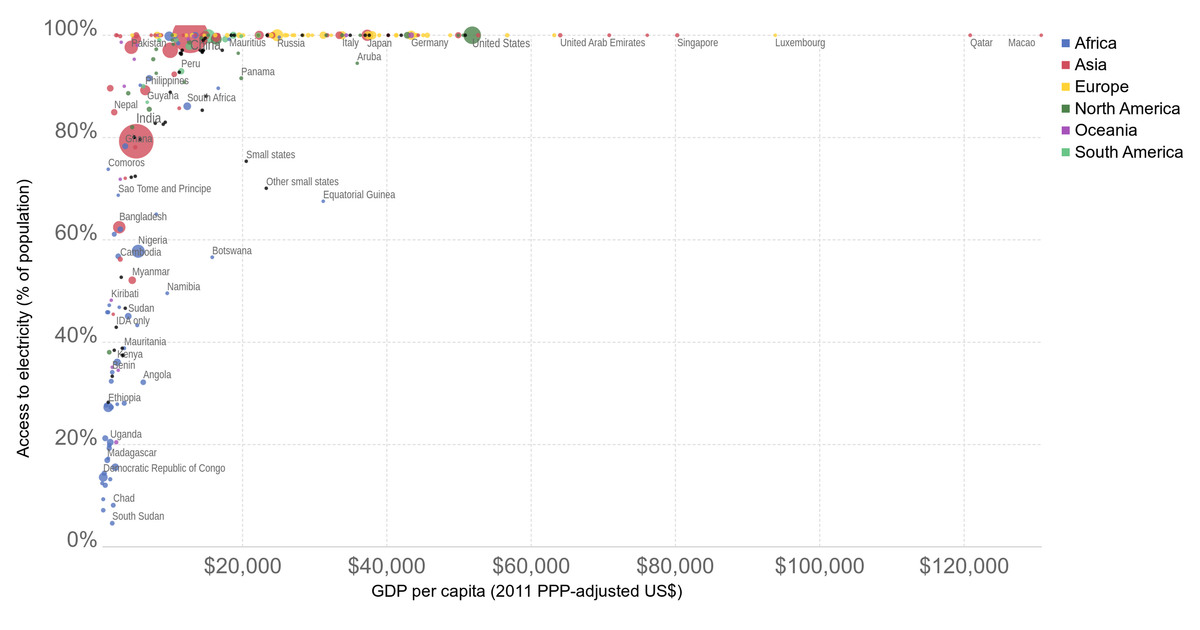 100%
Pakistan
China
Mauritius
Russia
Italy
Japan
Germany
United States
United Arab Emirates
Singapore
Luxembourg
Qatar
Macao
Aruba
Peru
Panama
Philippines
Guyana
South Africa
Nepal
India
80%
Ghana
Small states
Comoros
Other small states
Sao Tome and Principe
Equatorial Guinea
Bangladesh
60%
Nigeria
Cambodia
Botswana
Myanmar
Namibia
Kiribati
Sudan
IDA only
40%
Mauritania
Kenya
Benin
Angola
Ethiopia
20%
Uganda
Madagascar
Democratic Republic of Congo
Chad
South Sudan
0%
$20,000
$40,000
$60,000
$80,000
$100,000
$120,000
GDP per capita (2011 PPP-adjusted US$)
Access to electricity (% of population)
Africa
Asia
Europe
North America
Oceania
South America